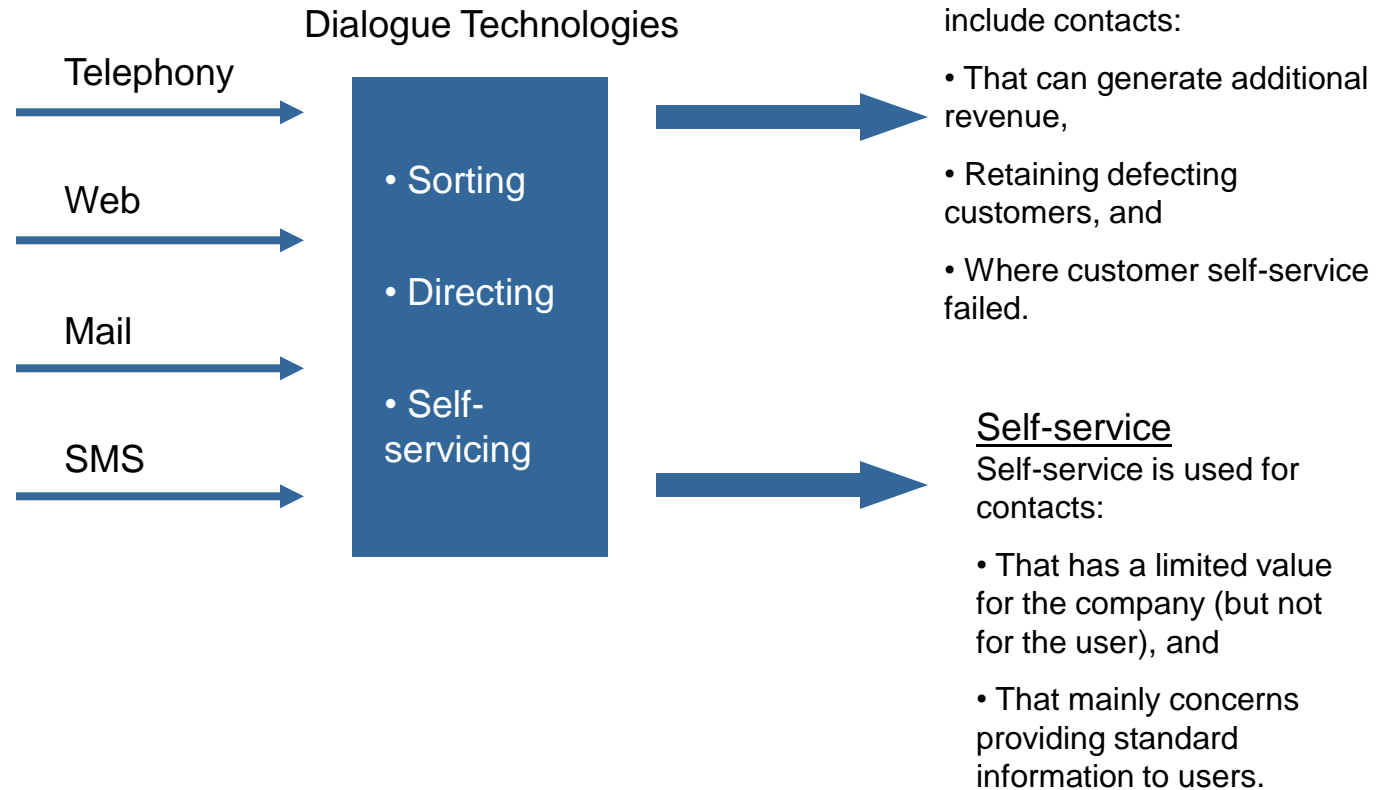 Dialogue Technologies
Telephony
Web
Mail
SMS
• Sorting
• Directing
• Self-
servicing
include contacts:
• That can generate additional
revenue,
• Retaining defecting
customers, and
• Where customer self-service
failed.
Self-service
Self-service is used for
contacts:
• That has a limited value
for the company (but not
for the user), and
• That mainly concerns
providing standard
information to users.